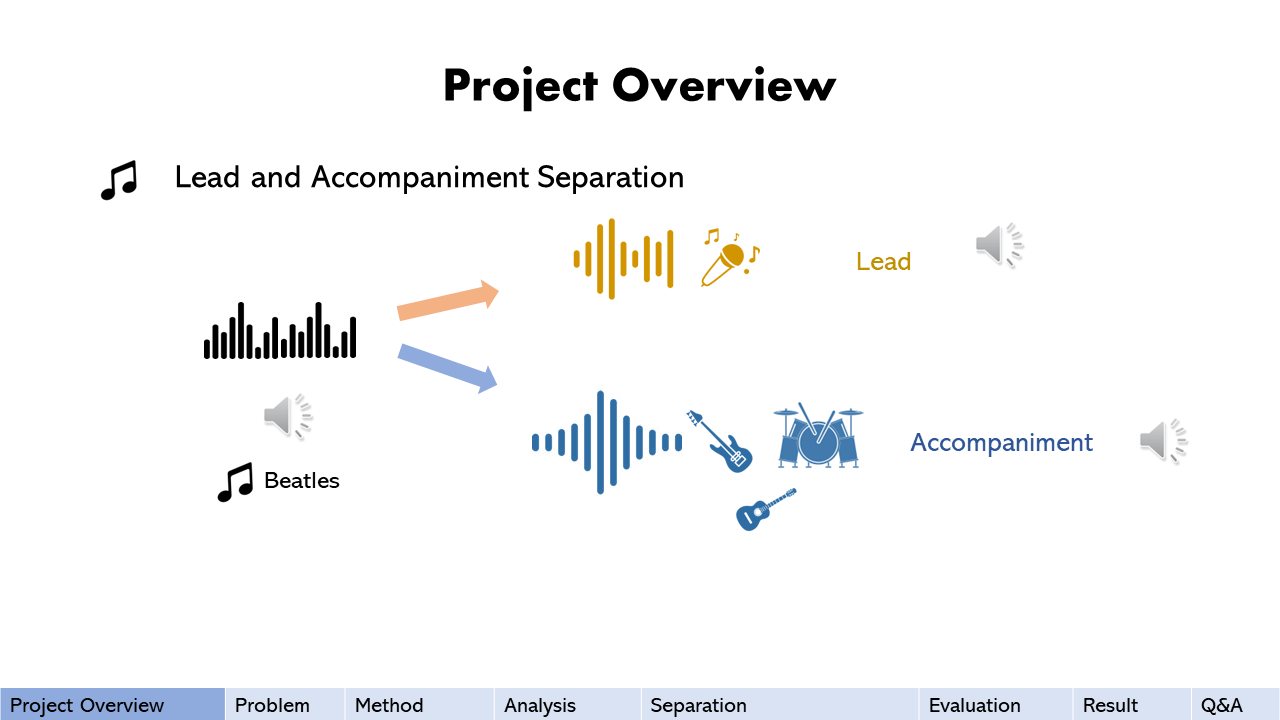 Project Overview
Lead and Accompaniment Separation
Lead
Accompaniment
Beatles
Project Overview
Problem
Method
Analysis
Separation
Evaluation
Result
Q&A